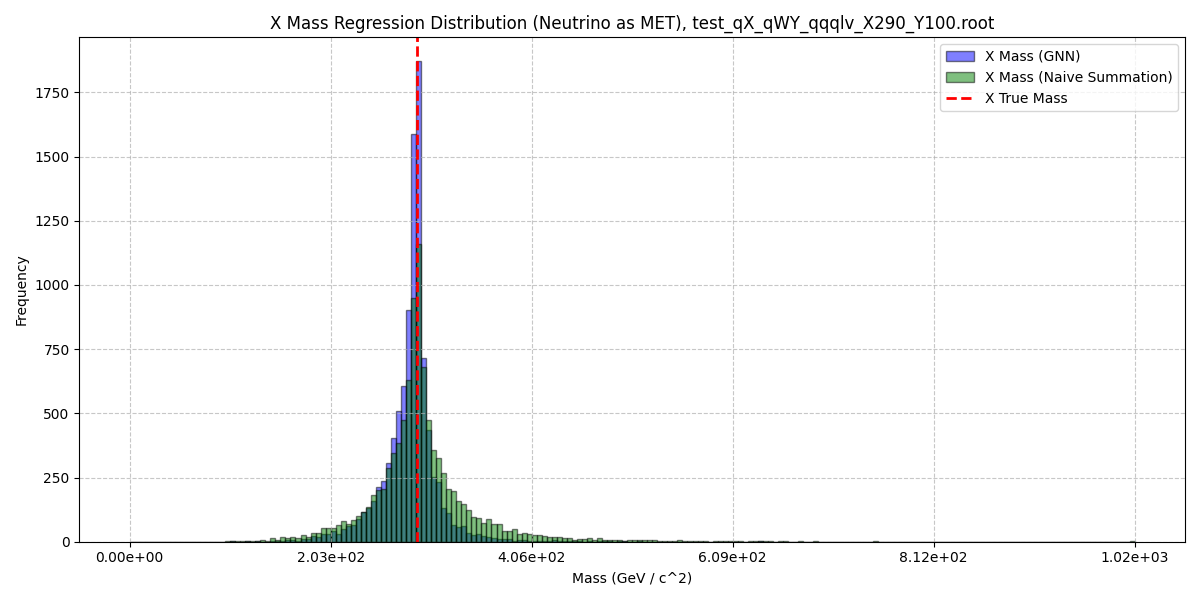 X Mass Regression Distribution (Neutrino as MET), test_qX_qWY_qqqlv_X290_Y100.root
X Mass (GNN)
X Mass (Naive Summation)
X True Mass
Frequency
1750
1500
1250
1000
750
500
250
0
0.00e+00
2.03e+02
4.06e+02
6.09e+02
8.12e+02
1.02e+03
Mass (GeV / c^2)